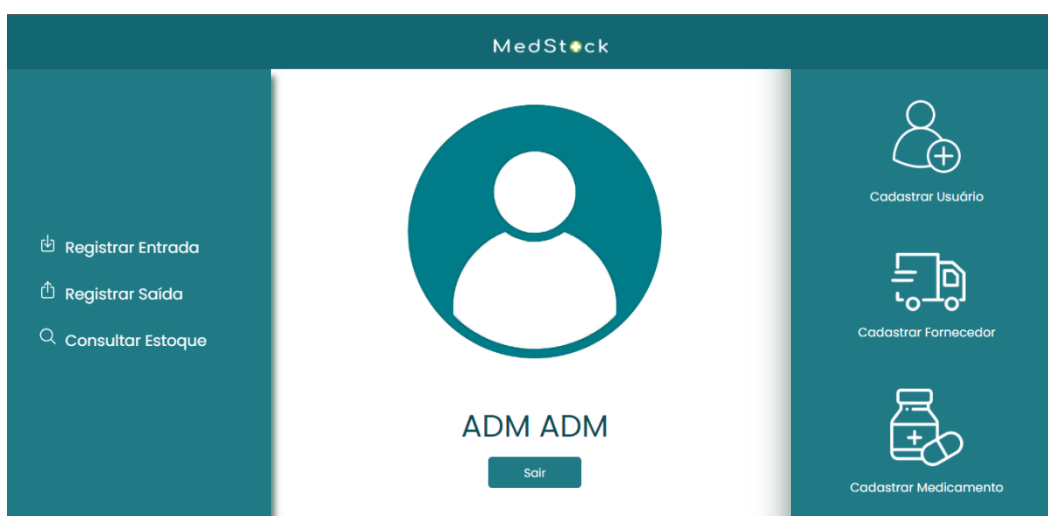 MedStock
Registrar Entrada
Registrar Saída
Consultar Estoque
ADM ADM
Sair
Cadastrar Usuário
Cadastrar Fornecedor
Cadastrar Medicamento